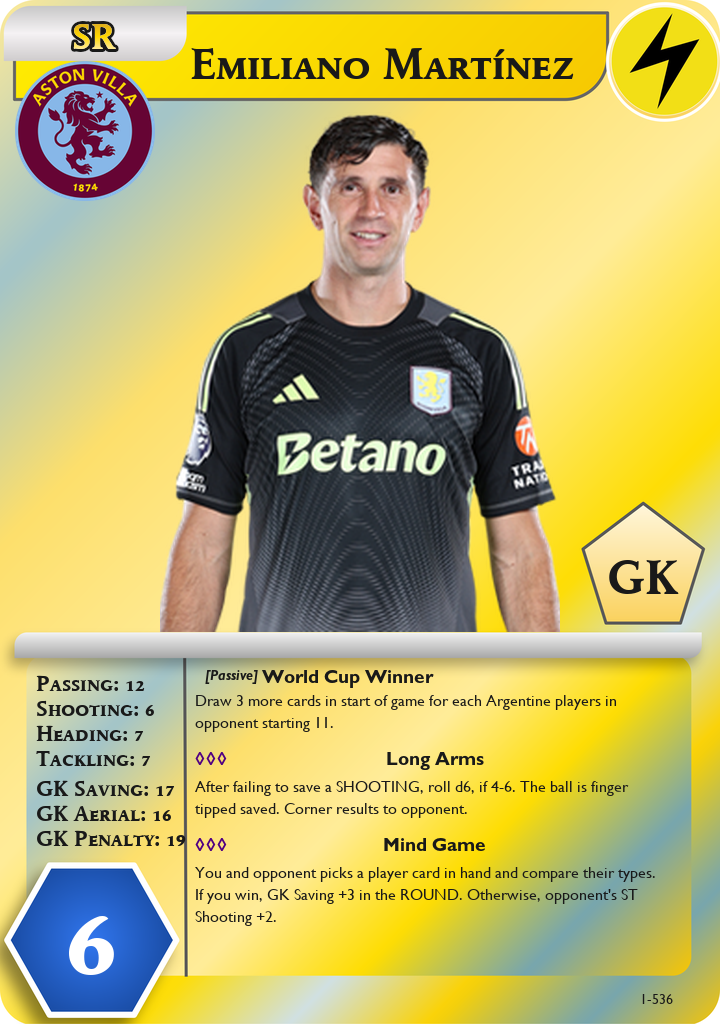 SR
Emiliano Martínez
ASTON VILLA
1874
Betano
TRA
NATI
GK
Passing: 12
Shooting: 6
Heading: 7
Tackling: 7
GK Saving: 17
GK Aerial: 16
GK Penalty: 19
6
[Passive] World Cup Winner
Draw 3 more cards in start of game for each Argentine players in
opponent starting 11.
◊◊◊ Long Arms
After failing to save a SHOOTING, roll d6, if 4-6. The ball is finger
tipped saved. Corner results to opponent.
◊◊◊ Mind Game
You and opponent picks a player card in hand and compare their types.
If you win, GK Saving +3 in the ROUND. Otherwise, opponent's ST
Shooting +2.
1-536